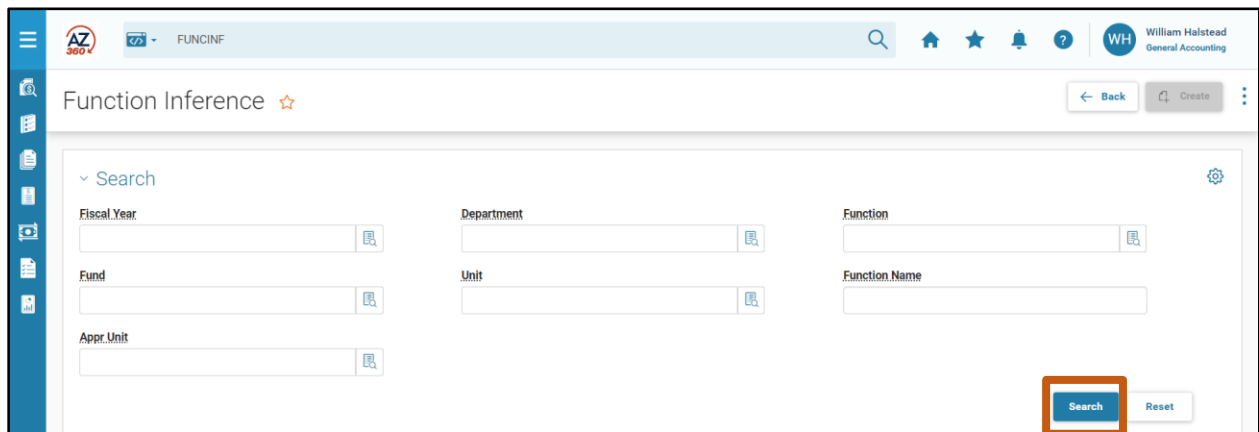 AZ
360
FUNCINF
?
WH
William Halstead
General Accounting
Function Inference
Back
Create
Search
Fiscal Year
Department
Function
Fund
Unit
Function Name
Appr Unit
Search
Reset